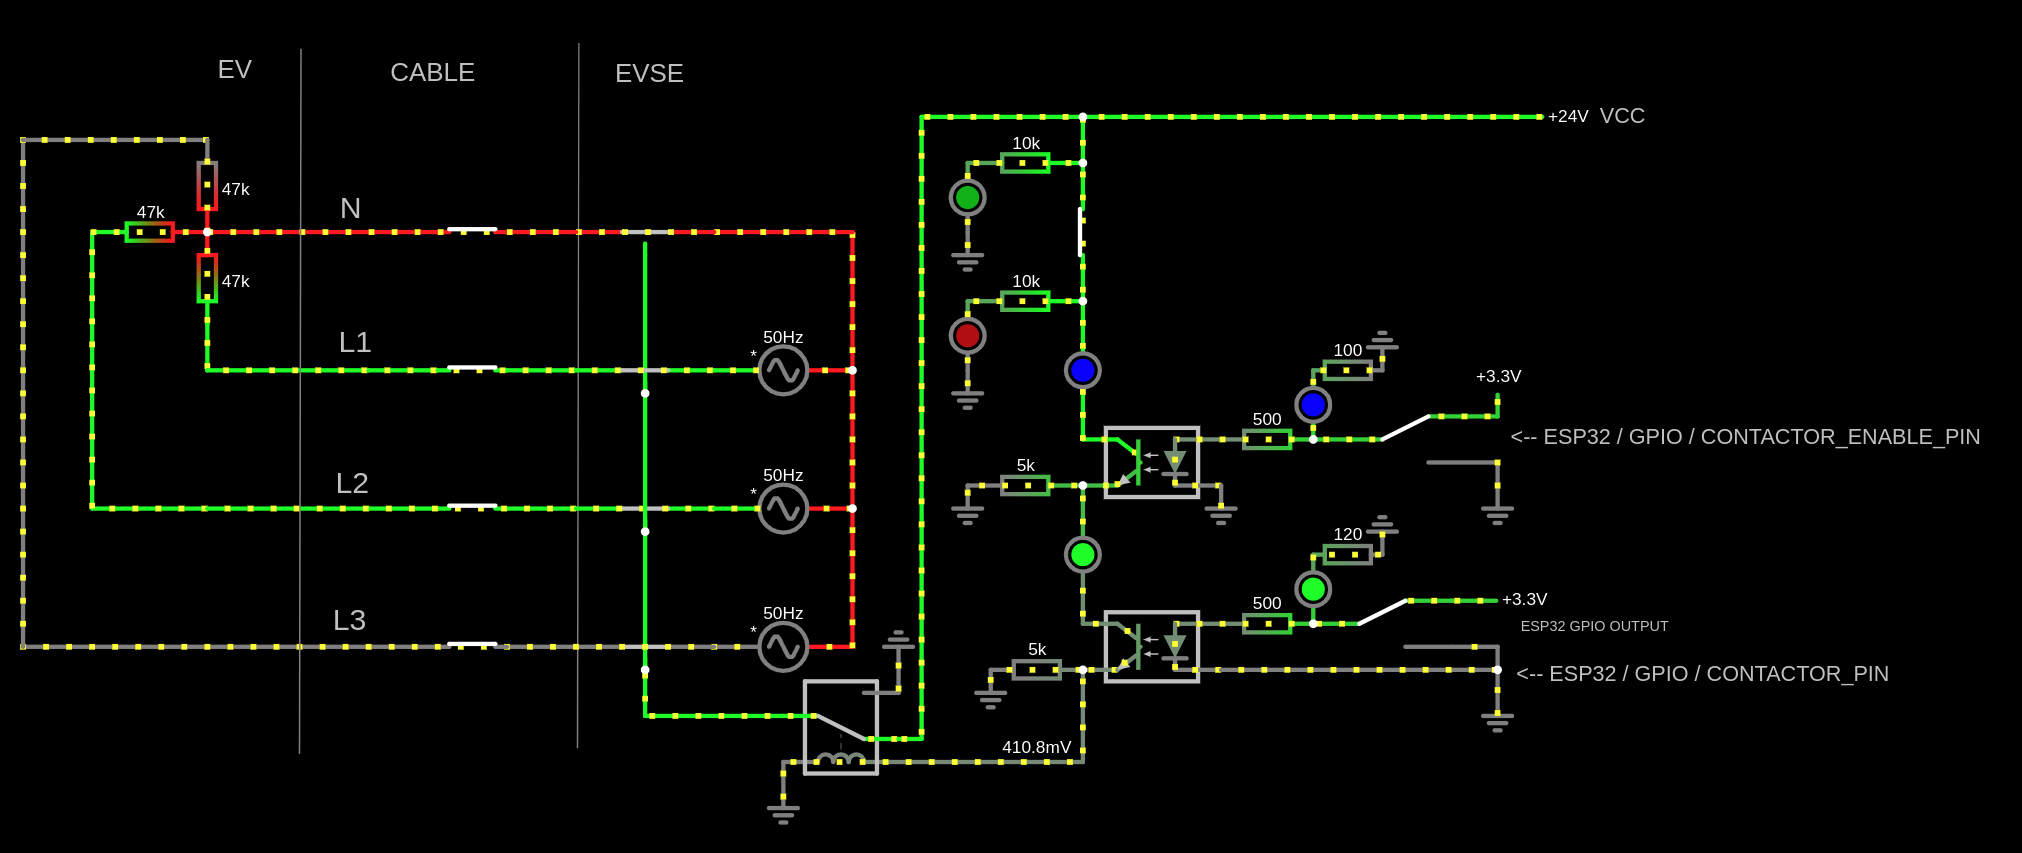 EV
CABLE
EVSE
+24V VCC
10k
47k
47k
N
47k
10k
L1
50Hz
*
100
+3.3V
500
<-- ESP32 / GPIO / CONTACTOR_ENABLE_PIN
5k
L2
50Hz
*
120
500
+3.3V
ESP32 GPIO OUTPUT
L3
50Hz
*
5k
<-- ESP32 / GPIO / CONTACTOR_PIN
410.8mV